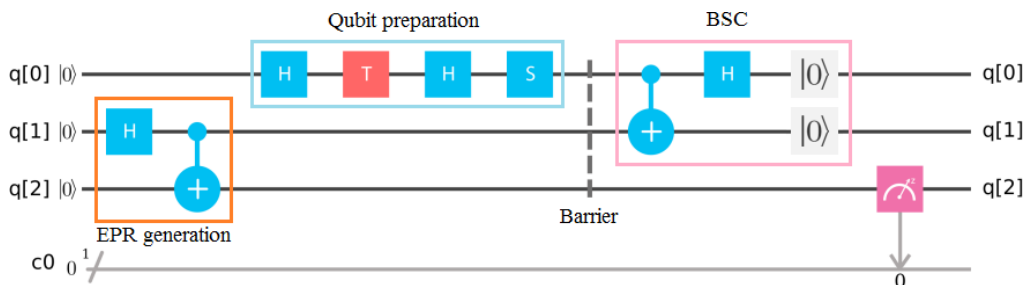 Qubit preparation BSC
q[0] |0⟩ H T H S H |0⟩ q[0]
q[1] |0⟩ H + |0⟩ q[1]
q[2] |0⟩ + z q[2]
Barrier
EPR generation
c0 0 1 0